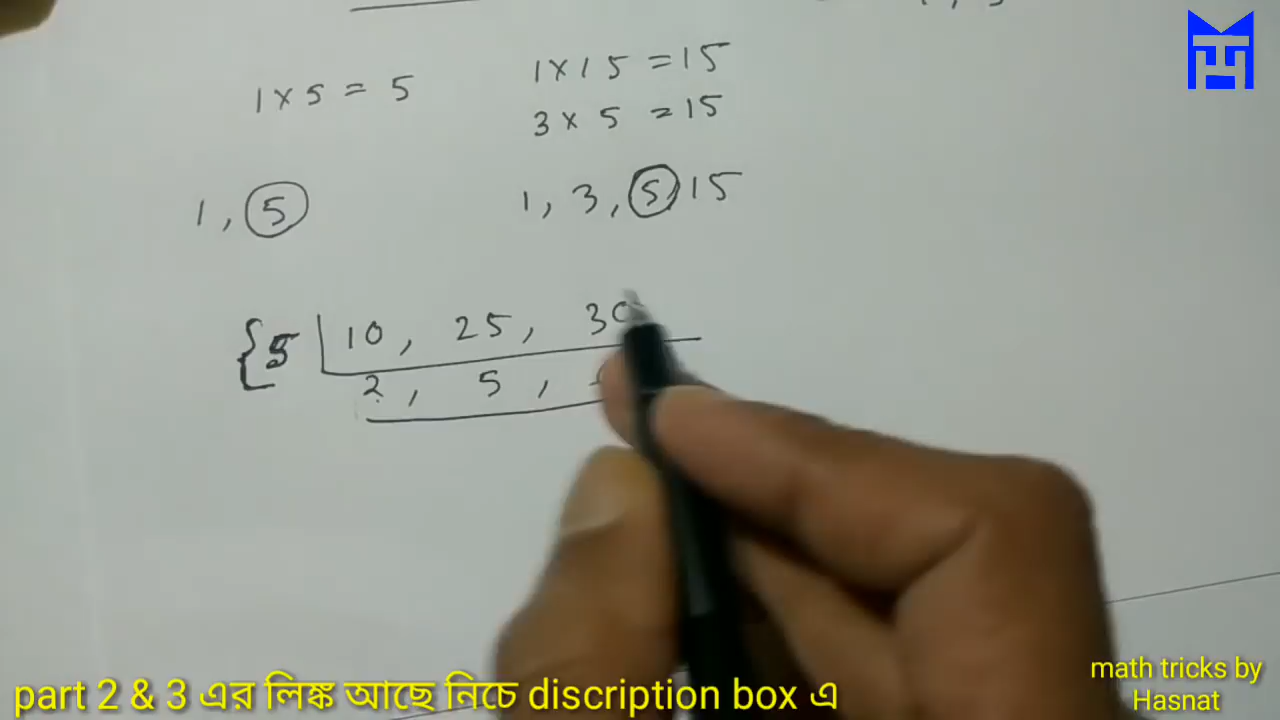 1 x 5 = 5
1 x 15 = 15
3 x 5 = 15
1, 5
1, 3, 5 15
5 10, 25, 30
2, 5,
part 2 & 3 এর লিঙ্ক আছে নিচে discription box এ
math tricks by
Hasnat